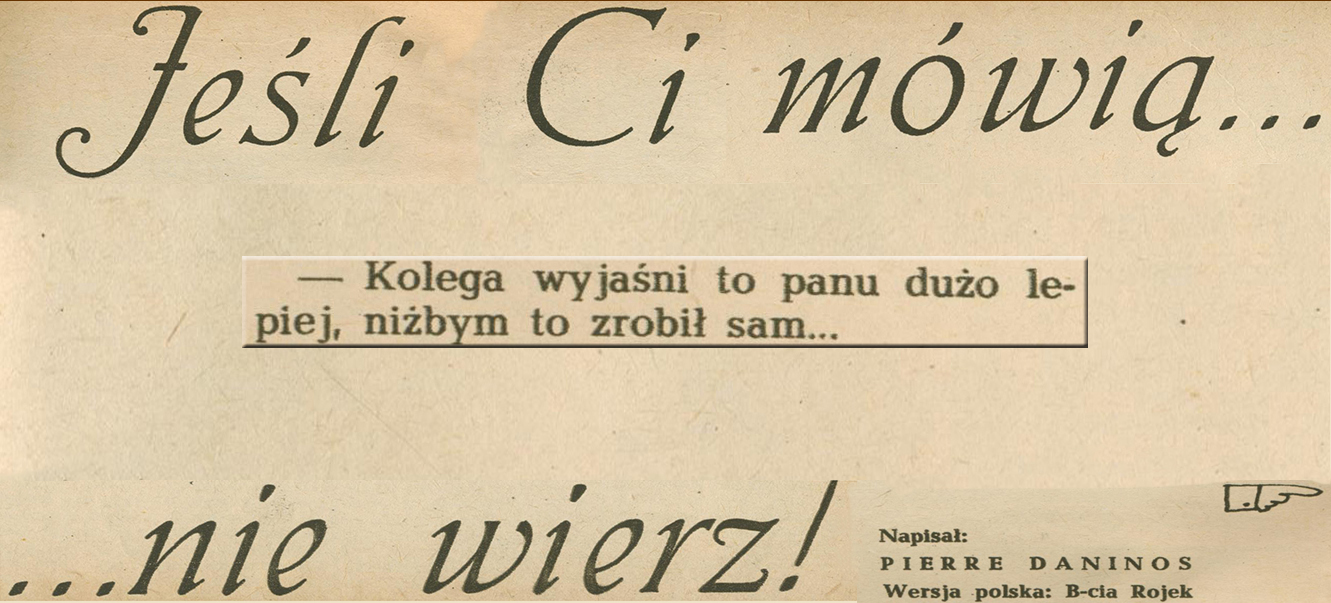 Jeśli Ci mówią...
— Kolega wyjaśni to panu dużo le-
piej, niżbym to zrobił sam...
...nie wierz!
Napisał:
PIERRE DANINOS
Wersja polska: B-cia Rojek